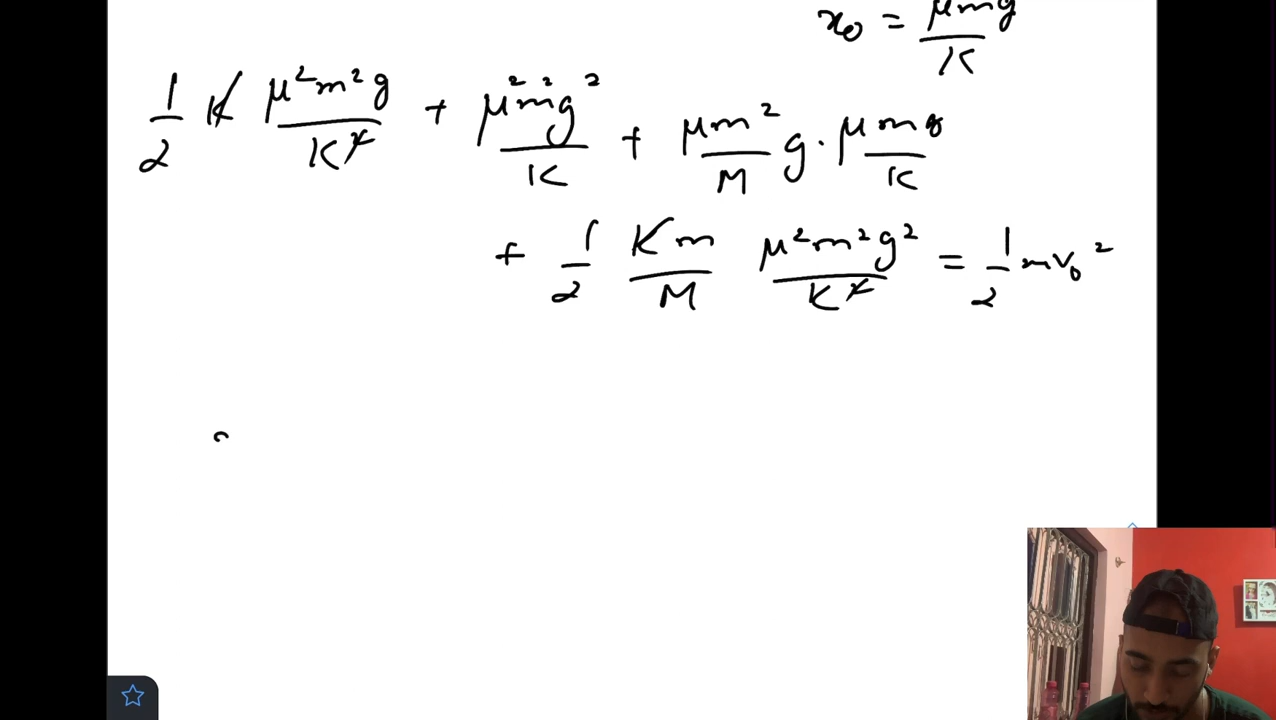 x₀ = μmg/K
1/2 K μ²m²g/K² + μ²m²g²/K + μm²/M g · μmg/K
+ 1/2 Km/M μ²m²g²/K² = 1/2 mv₀²